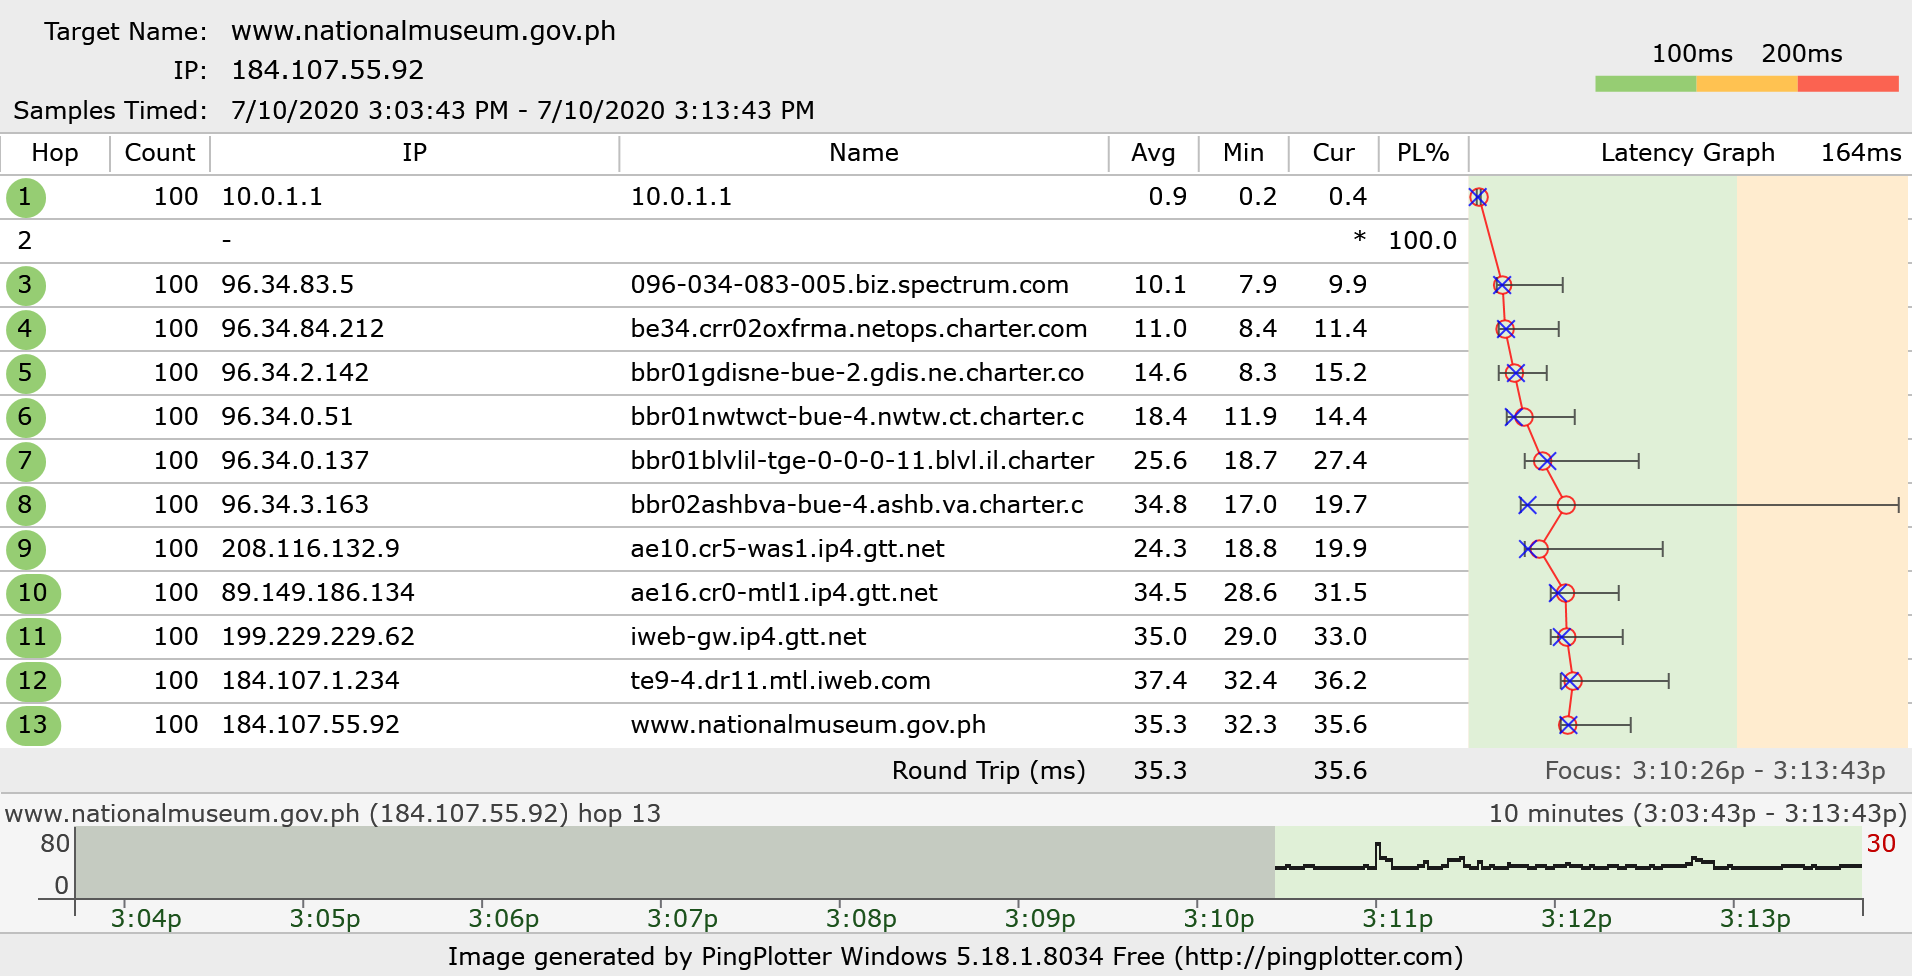 Target Name: www.nationalmuseum.gov.ph
IP: 184.107.55.92
Samples Timed: 7/10/2020 3:03:43 PM - 7/10/2020 3:13:43 PM
100ms 200ms
Hop Count IP Name Avg Min Cur PL% Latency Graph 164ms
1 100 10.0.1.1 10.0.1.1 0.9 0.2 0.4
2 - * 100.0
3 100 96.34.83.5 096-034-083-005.biz.spectrum.com 10.1 7.9 9.9
4 100 96.34.84.212 be34.crr02oxfrma.netops.charter.com 11.0 8.4 11.4
5 100 96.34.2.142 bbr01gdisne-bue-2.gdis.ne.charter.co 14.6 8.3 15.2
6 100 96.34.0.51 bbr01nwtwct-bue-4.nwtw.ct.charter.c 18.4 11.9 14.4
7 100 96.34.0.137 bbr01blvlil-tge-0-0-0-11.blvl.il.charter 25.6 18.7 27.4
8 100 96.34.3.163 bbr02ashbva-bue-4.ashb.va.charter.c 34.8 17.0 19.7
9 100 208.116.132.9 ae10.cr5-was1.ip4.gtt.net 24.3 18.8 19.9
10 100 89.149.186.134 ae16.cr0-mtl1.ip4.gtt.net 34.5 28.6 31.5
11 100 199.229.229.62 iweb-gw.ip4.gtt.net 35.0 29.0 33.0
12 100 184.107.1.234 te9-4.dr11.mtl.iweb.com 37.4 32.4 36.2
13 100 184.107.55.92 www.nationalmuseum.gov.ph 35.3 32.3 35.6
Round Trip (ms) 35.3 35.6 Focus: 3:10:26p - 3:13:43p
www.nationalmuseum.gov.ph (184.107.55.92) hop 13 10 minutes (3:03:43p - 3:13:43p)
80 30
0
3:04p 3:05p 3:06p 3:07p 3:08p 3:09p 3:10p 3:11p 3:12p 3:13p
Image generated by PingPlotter Windows 5.18.1.8034 Free (http://pingplotter.com)